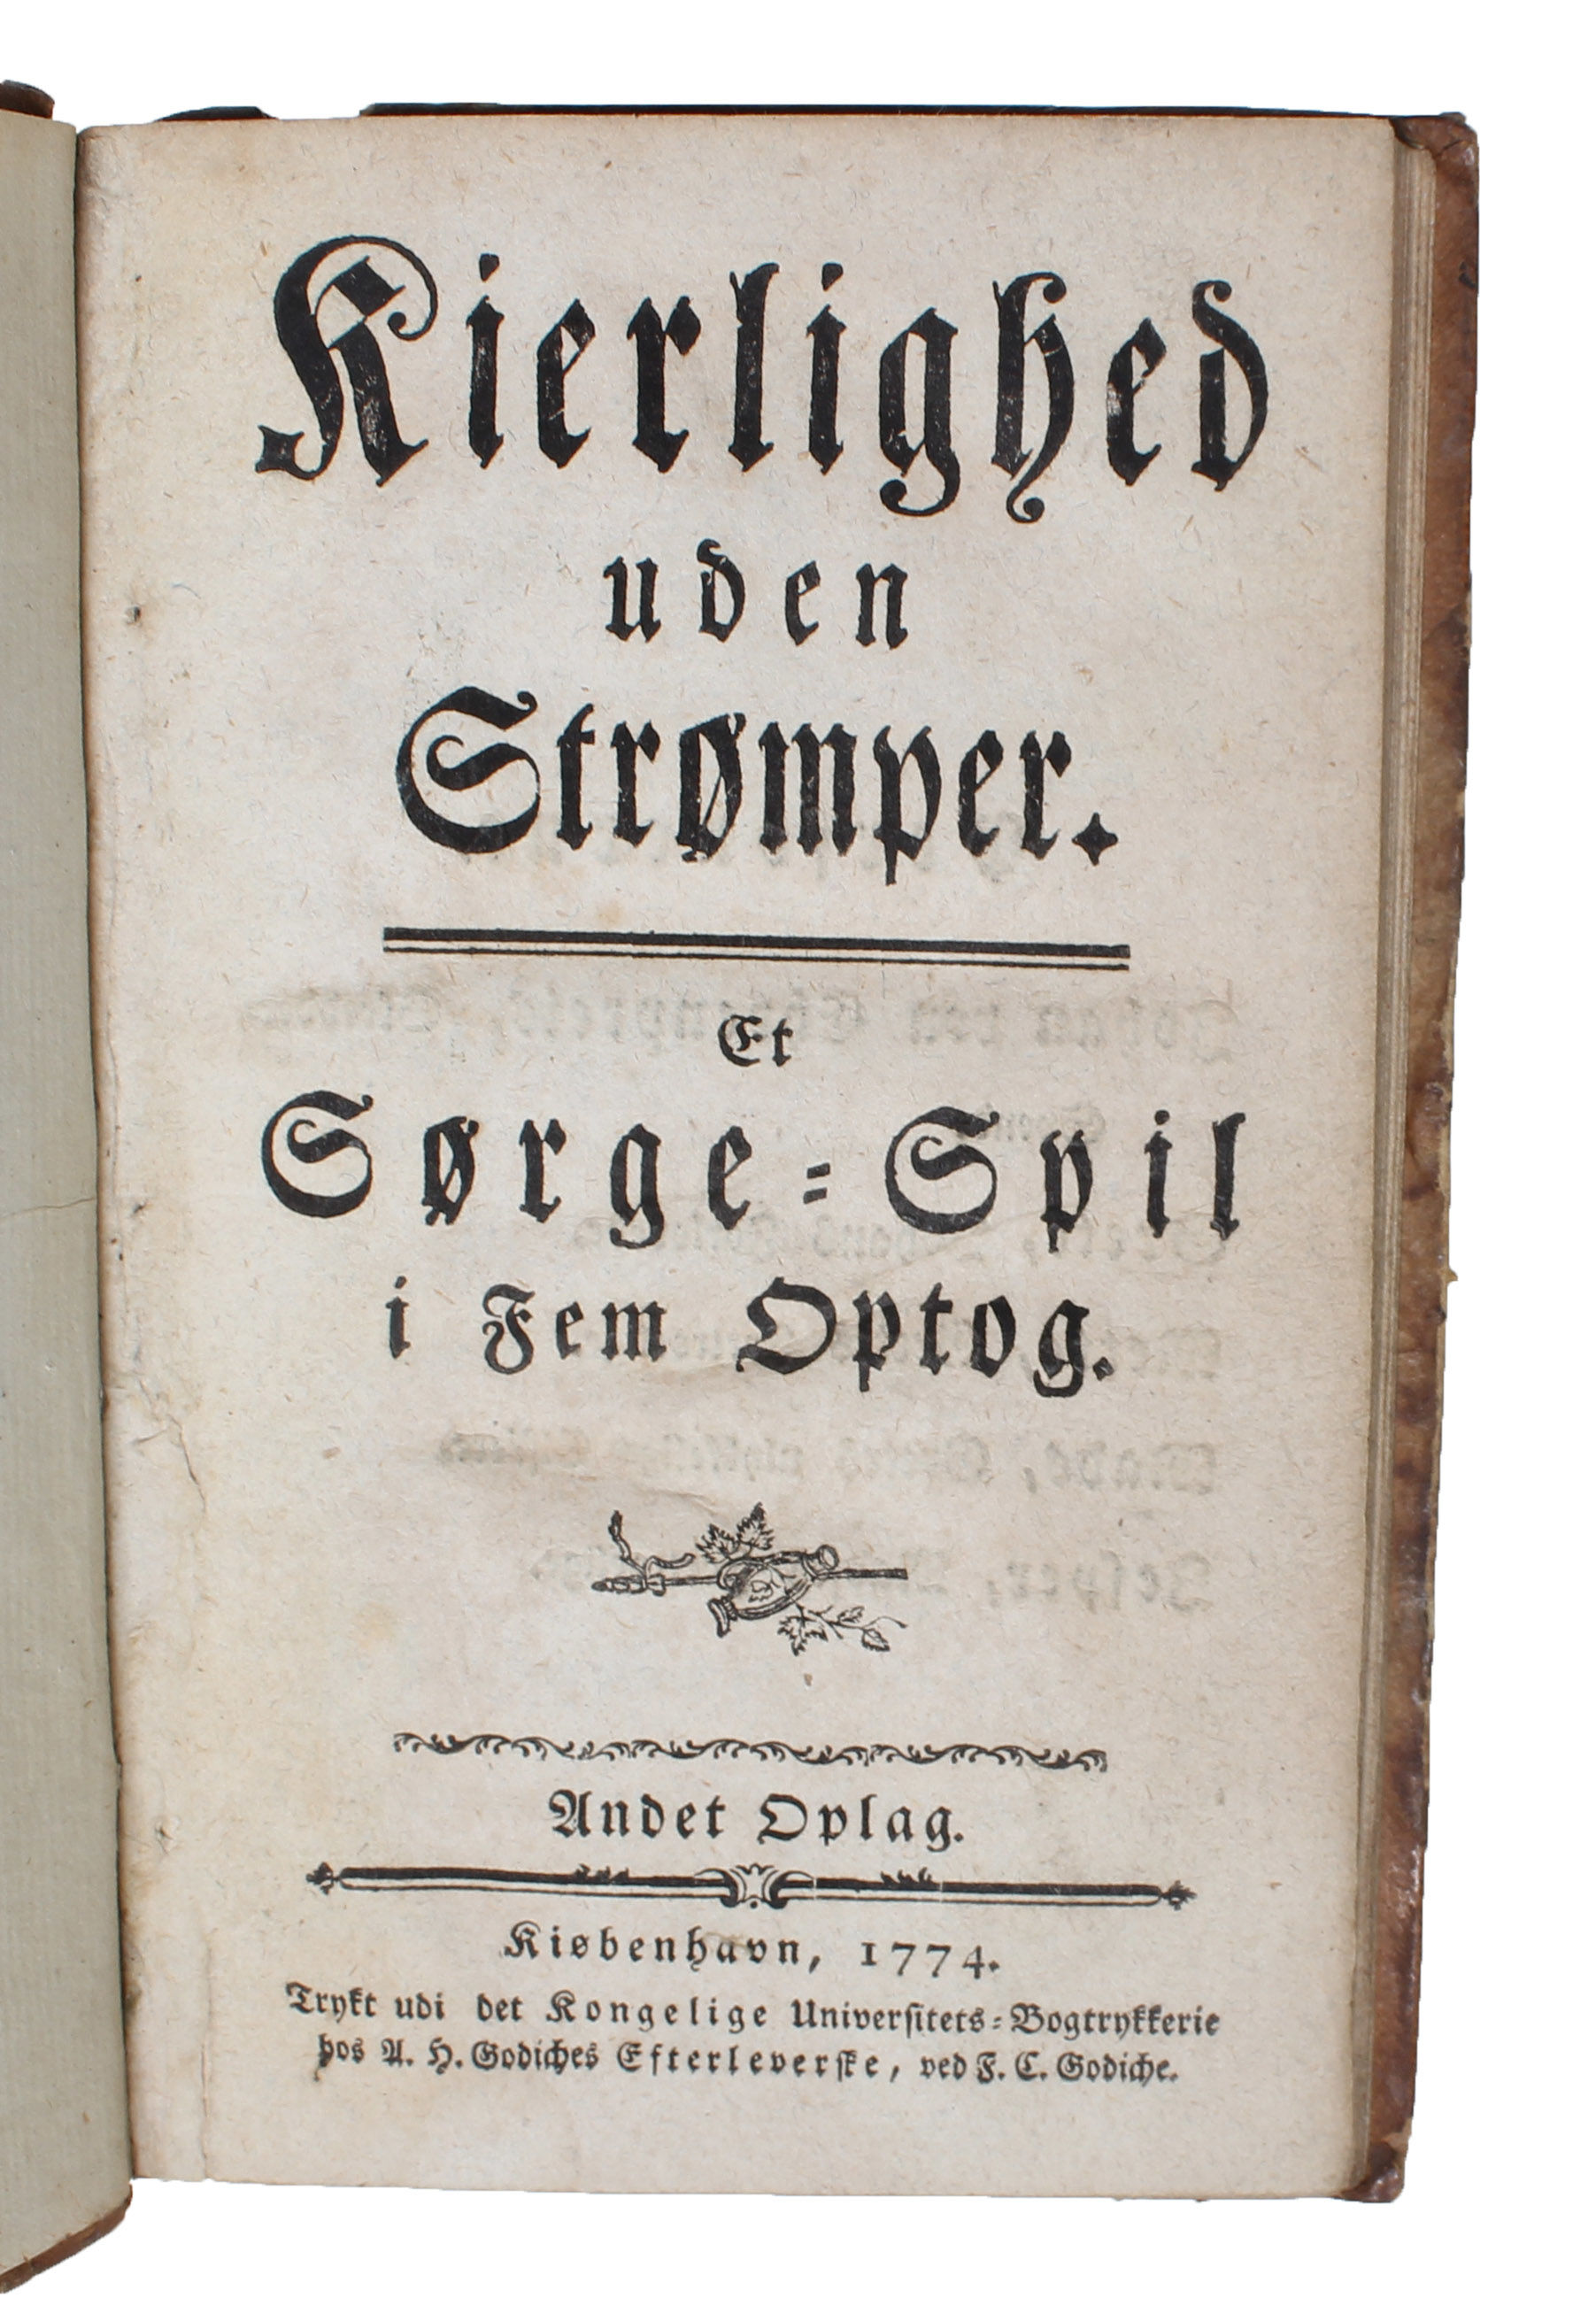 Kierlighed
uden
Strømper.
Et
Sørge-Spil
i Fem Optog.
Andet Oplag.
Kiøbenhavn, 1774.
Trykt udi det Kongelige Universitets-Bogtrykkerie
hos A. H. Godiches Efterleverske, ved F. C. Godiche.